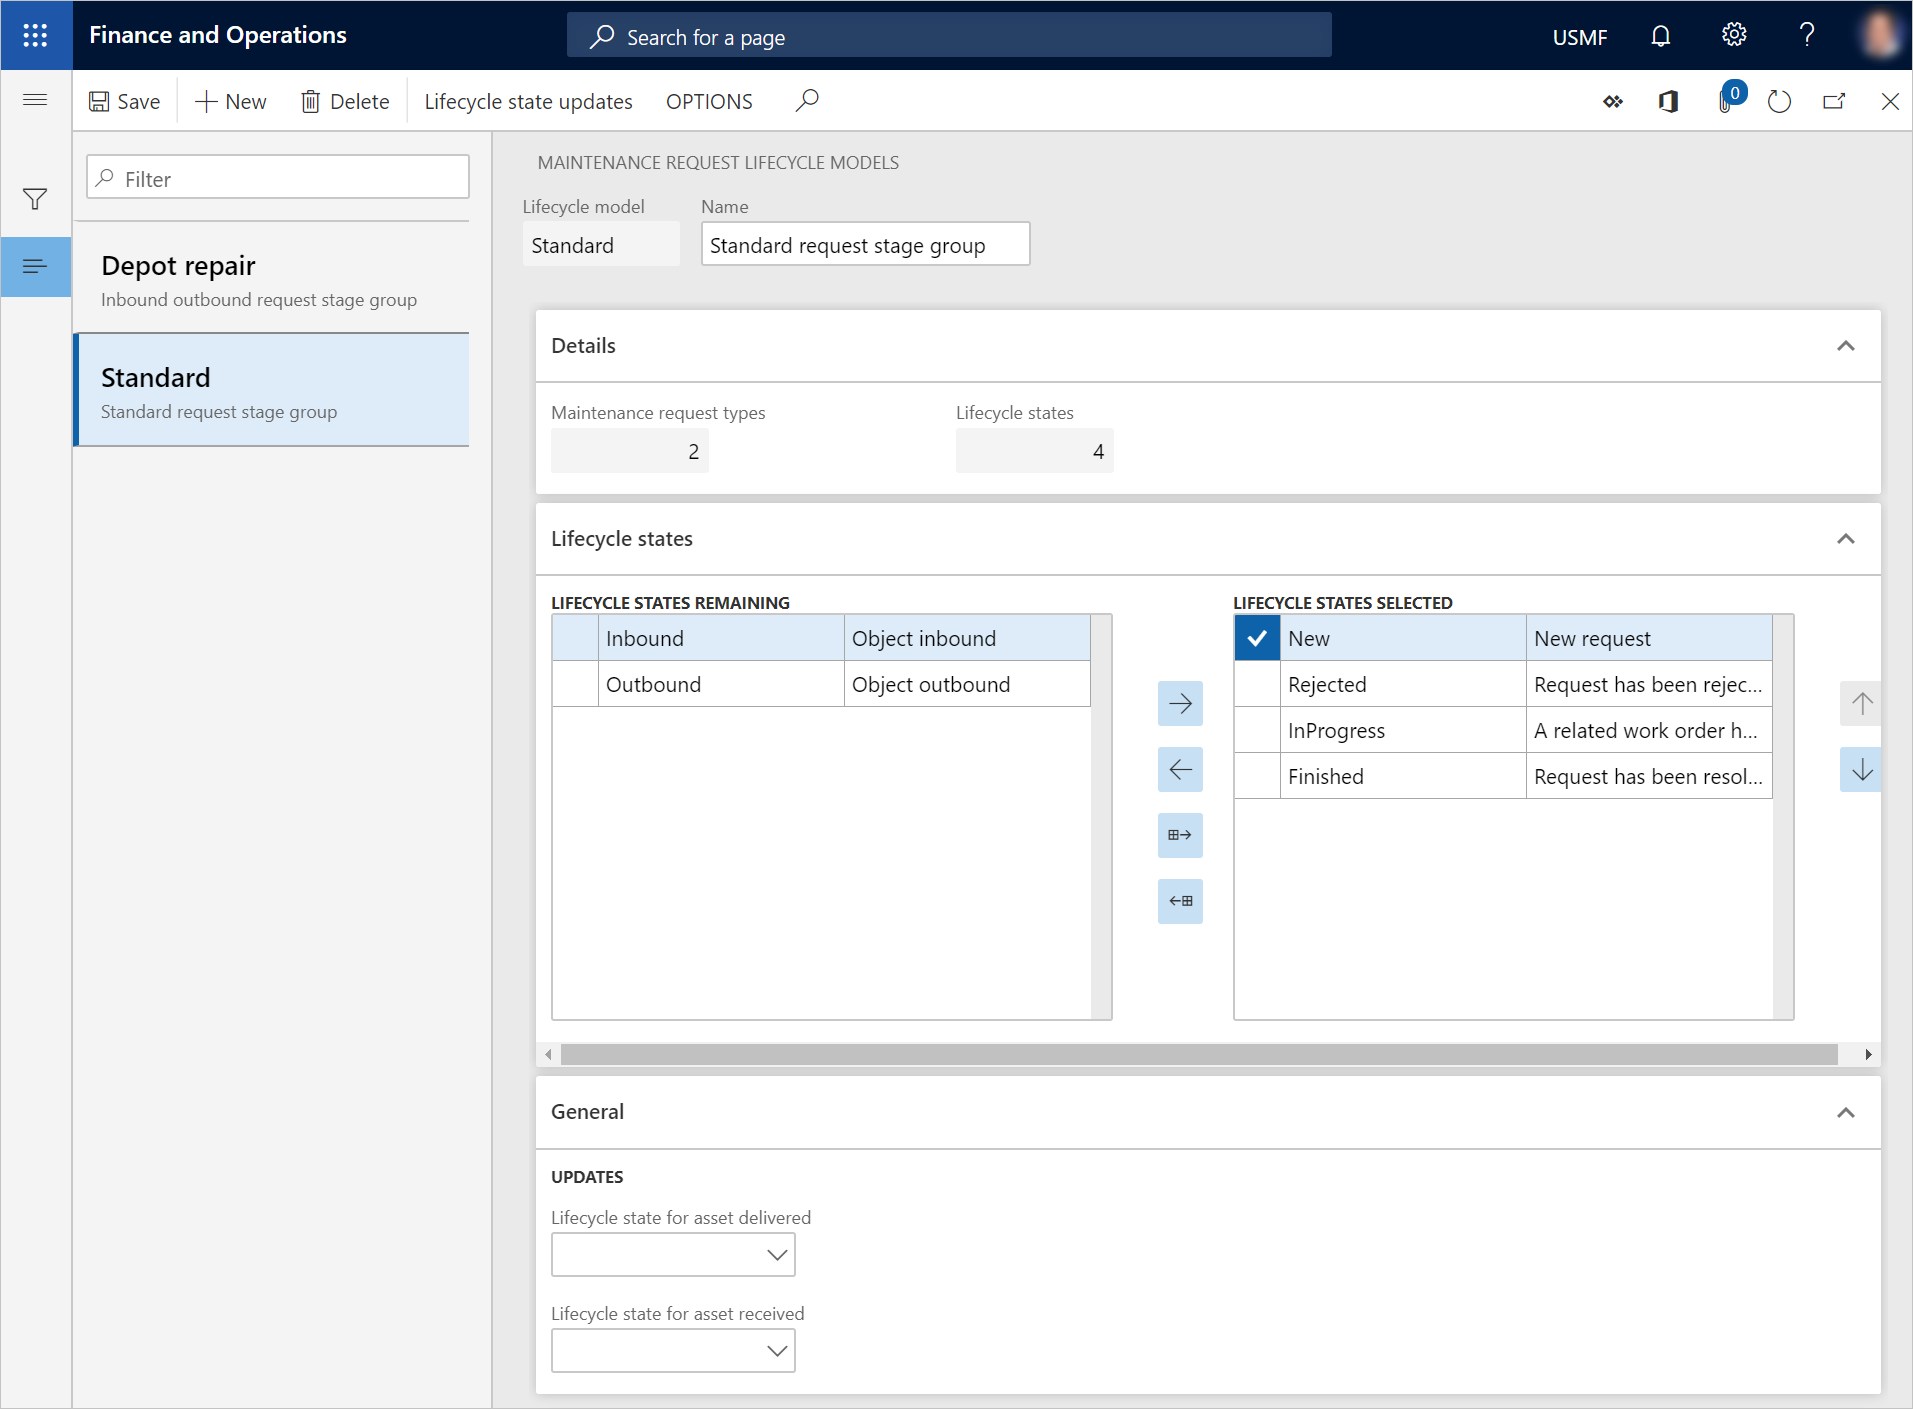 Finance and Operations
Search for a page
USMF
?
Save
New
Delete
Lifecycle state updates
OPTIONS
0
Filter
Depot repair
Inbound outbound request stage group
Standard
Standard request stage group
MAINTENANCE REQUEST LIFECYCLE MODELS
Lifecycle model
Name
Standard
Standard request stage group
Details
Maintenance request types
Lifecycle states
2
4
Lifecycle states
LIFECYCLE STATES REMAINING
Inbound
Object inbound
Outbound
Object outbound
LIFECYCLE STATES SELECTED
New
New request
Rejected
Request has been rejec...
InProgress
A related work order h...
Finished
Request has been resol...
General
UPDATES
Lifecycle state for asset delivered
Lifecycle state for asset received